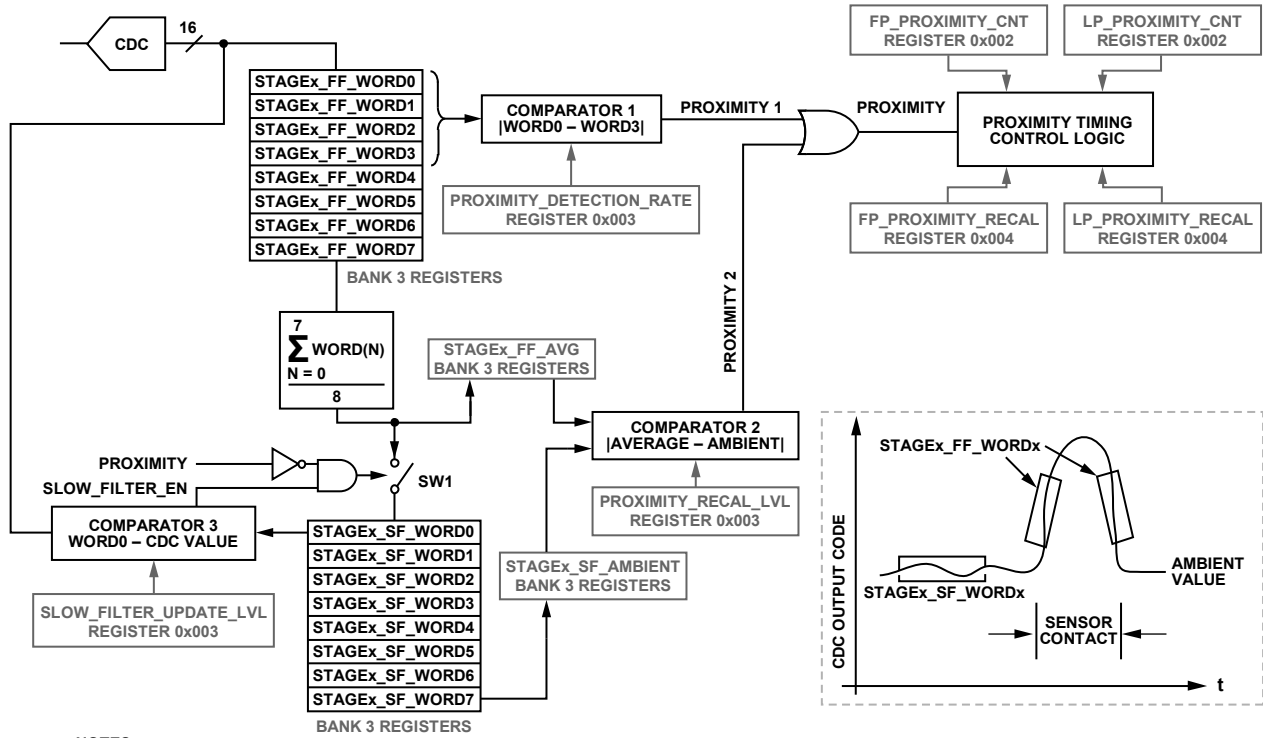 CDC
16
STAGEx_FF_WORD0
STAGEx_FF_WORD1
STAGEx_FF_WORD2
STAGEx_FF_WORD3
STAGEx_FF_WORD4
STAGEx_FF_WORD5
STAGEx_FF_WORD6
STAGEx_FF_WORD7
BANK 3 REGISTERS
COMPARATOR 1
|WORD0 – WORD3|
PROXIMITY_DETECTION_RATE
REGISTER 0x003
PROXIMITY 1
PROXIMITY
FP_PROXIMITY_CNT
REGISTER 0x002
LP_PROXIMITY_CNT
REGISTER 0x002
PROXIMITY TIMING
CONTROL LOGIC
FP_PROXIMITY_RECAL
REGISTER 0x004
LP_PROXIMITY_RECAL
REGISTER 0x004
PROXIMITY 2
7
Σ WORD(N)
N = 0
8
STAGEx_FF_AVG
BANK 3 REGISTERS
COMPARATOR 2
|AVERAGE – AMBIENT|
PROXIMITY_RECAL_LVL
REGISTER 0x003
PROXIMITY
SLOW_FILTER_EN
SW1
COMPARATOR 3
WORD0 – CDC VALUE
SLOW_FILTER_UPDATE_LVL
REGISTER 0x003
STAGEx_SF_WORD0
STAGEx_SF_WORD1
STAGEx_SF_WORD2
STAGEx_SF_WORD3
STAGEx_SF_WORD4
STAGEx_SF_WORD5
STAGEx_SF_WORD6
STAGEx_SF_WORD7
BANK 3 REGISTERS
STAGEx_SF_AMBIENT
BANK 3 REGISTERS
CDC OUTPUT CODE
STAGEx_FF_WORDx
STAGEx_SF_WORDx
AMBIENT
VALUE
SENSOR
CONTACT
t